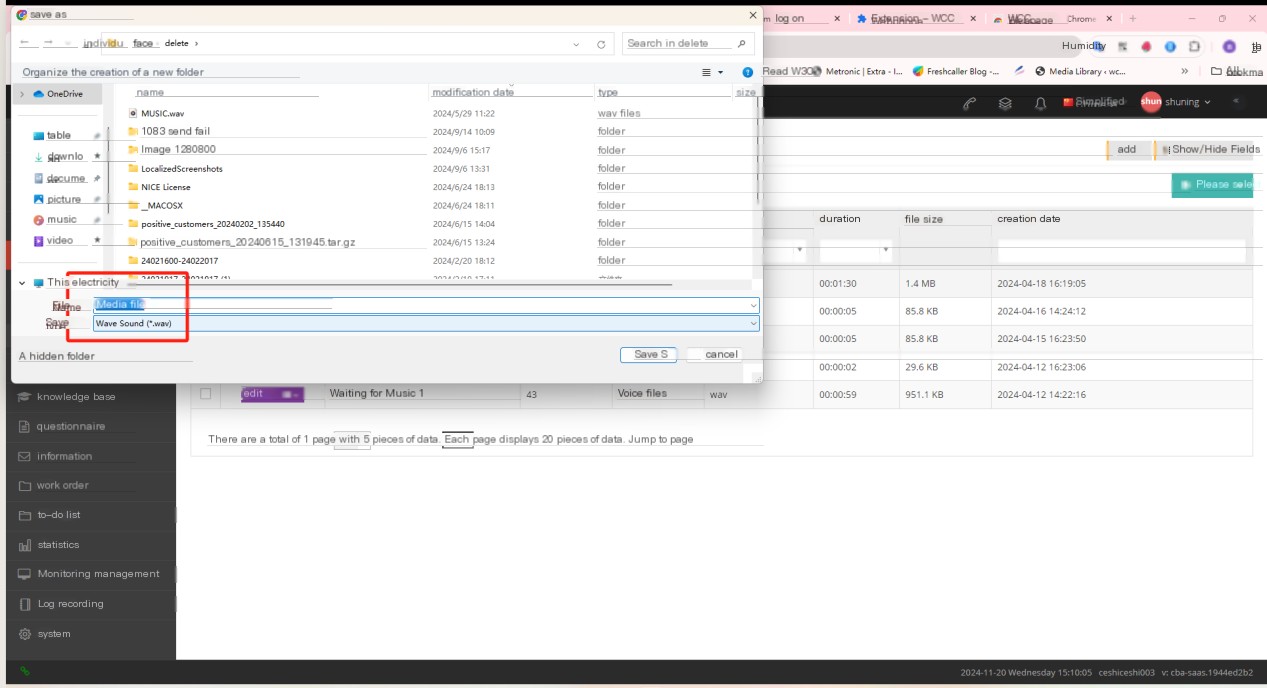 save as
m log on
Extension – WCC
Chrome
individu face delete
Search in delete
Humidity
Organize the creation of a new folder
Read W30
Metronic | Extra - I...
Freshcaller Blog -...
Media Library ‹ wc...
»
OneDrive
name
modification date
type
size
MUSIC.wav 2024/5/29 11:22 wav files
1083 send fail 2024/9/14 10:09 folder
Image 1280800 2024/9/6 15:17 folder
LocalizedScreenshots 2024/9/6 13:31 folder
NICE License 2024/6/24 18:13 folder
__MACOSX 2024/6/24 18:11 folder
positive_customers_20240202_135440 2024/6/15 14:04 folder
positive_customers_20240615_131945.tar.gz 2024/6/15 13:24 folder
24021600-24022017 2024/2/20 18:12 folder
table
downlo
docume
picture
music
video
This electricity
File Name
Media file
Save
Wave Sound (*.wav)
A hidden folder
Save S
cancel
Simplified
shun shuning
add
Show/Hide Fields
Please sele
duration file size creation date
00:01:30 1.4 MB 2024-04-18 16:19:05
00:00:05 85.8 KB 2024-04-16 14:24:12
00:00:05 85.8 KB 2024-04-15 16:23:50
00:00:02 29.6 KB 2024-04-12 16:23:06
edit Waiting for Music 1 43 Voice files wav 00:00:59 951.1 KB 2024-04-12 14:22:16
There are a total of 1 page with 5 pieces of data. Each page displays 20 pieces of data. Jump to page
knowledge base
questionnaire
information
work order
to-do list
statistics
Monitoring management
Log recording
system
2024-11-20 Wednesday 15:10:05 ceshiceshi003 v: cba-saas.1944ed2b2